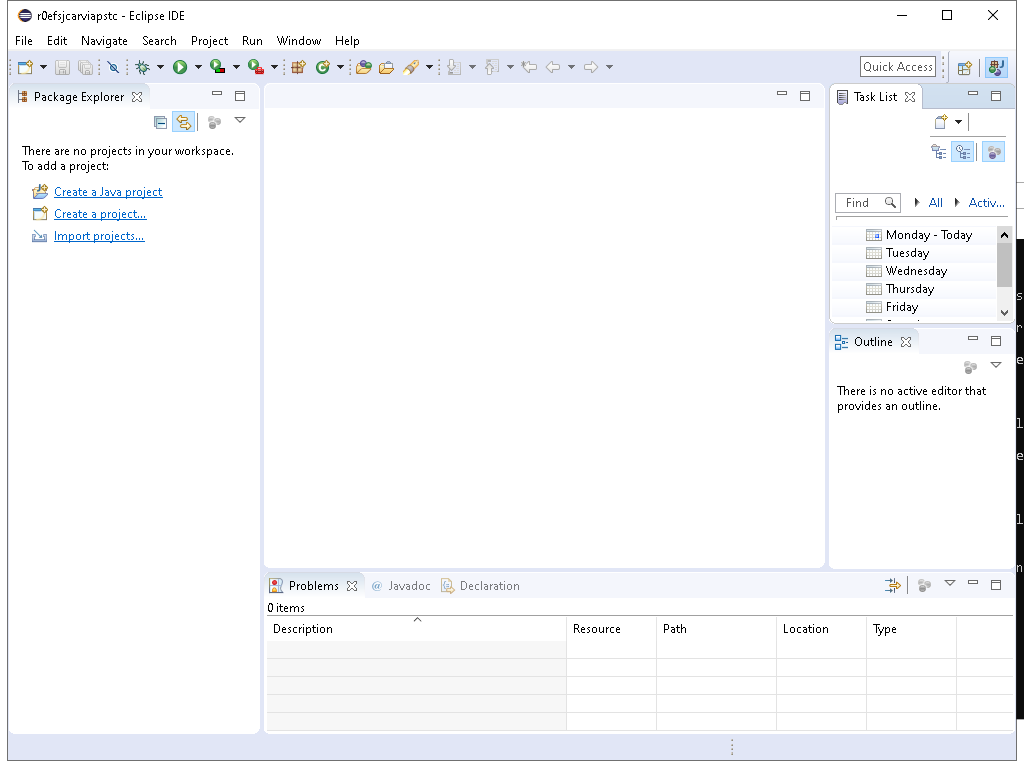 r0efsjcarviapstc - Eclipse IDE
File Edit Navigate Search Project Run Window Help
Quick Access
Package Explorer
There are no projects in your workspace.
To add a project:
Create a Java project
Create a project...
Import projects...
Task List
Find All Activ...
Monday - Today
Tuesday
Wednesday
Thursday
Friday
Outline
There is no active editor that
provides an outline.
Problems @ Javadoc Declaration
0 items
Description Resource Path Location Type
s
r
e
l
e
l
n